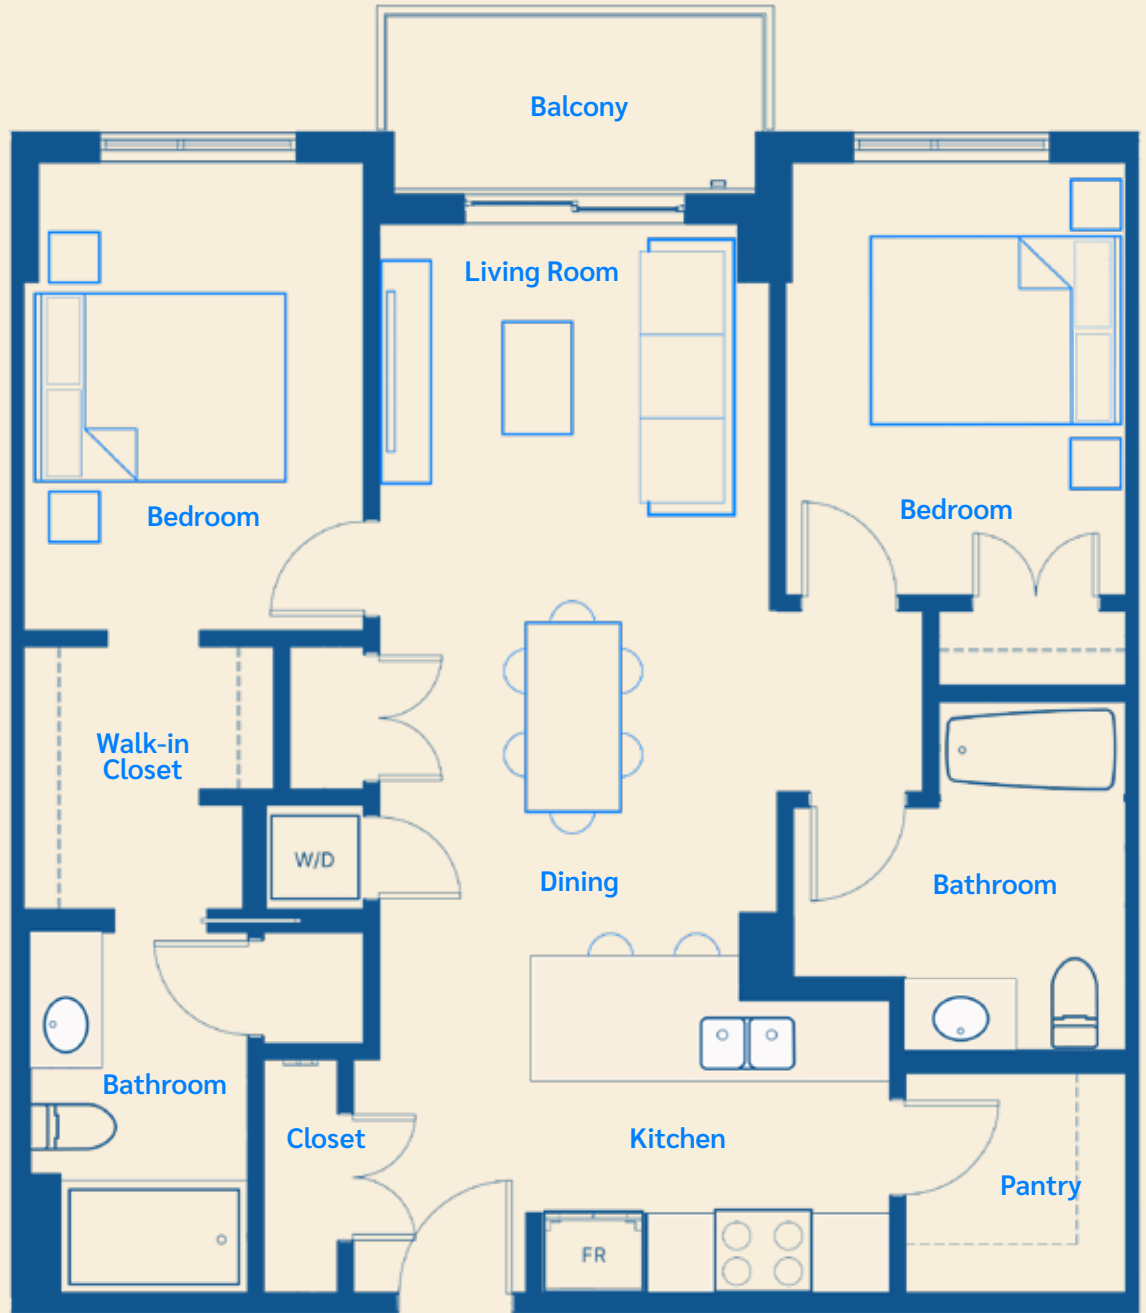 Balcony
Living Room
Bedroom
Bedroom
Walk-in
Closet
W/D
Dining
Bathroom
Bathroom
Closet
Kitchen
Pantry
FR